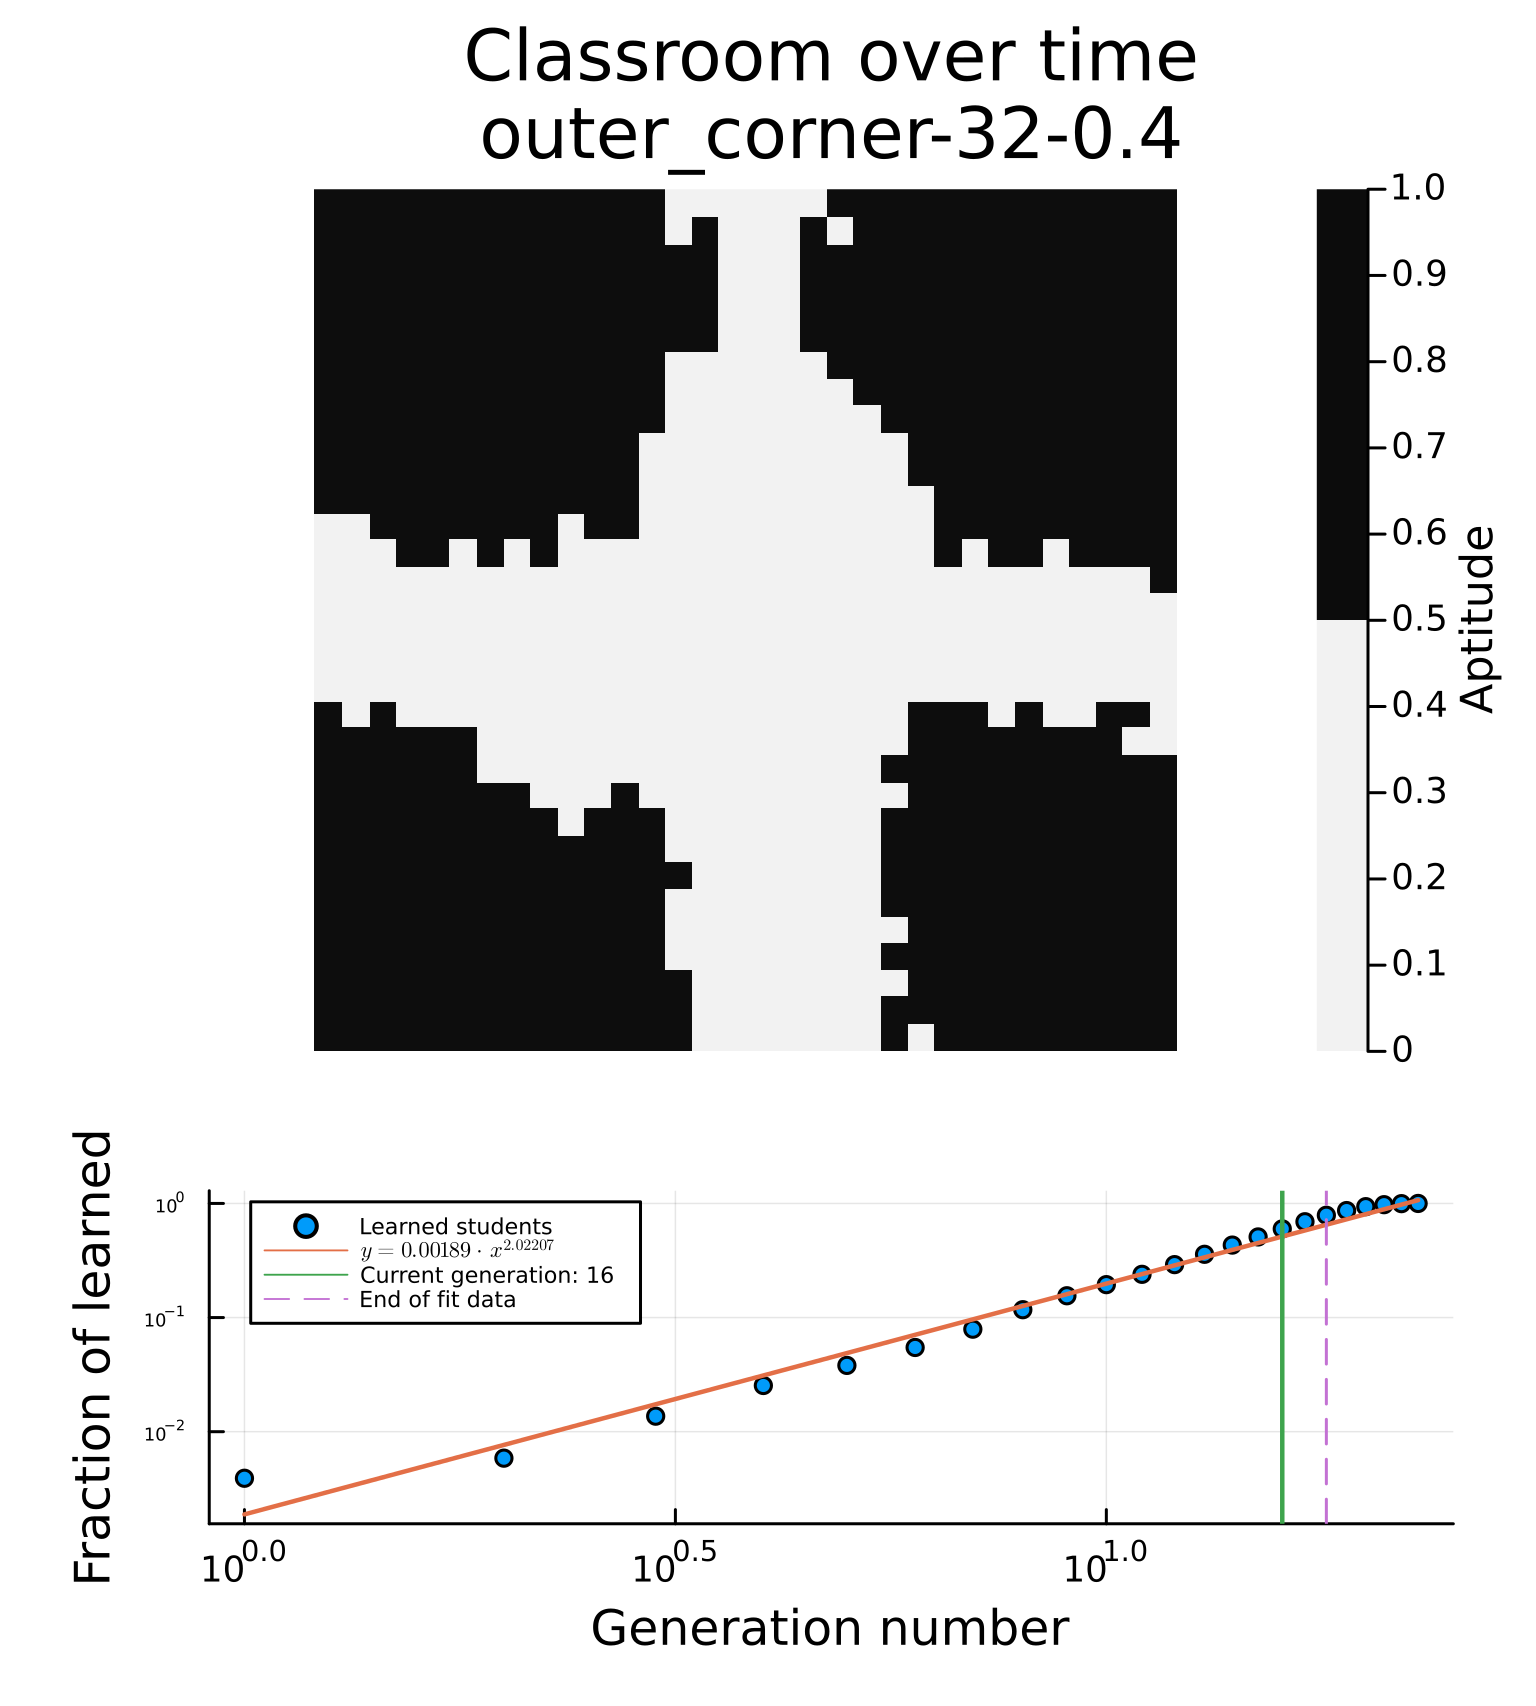 Classroom over time
outer_corner-32-0.4
1.0
0.9
0.8
0.7
0.6
0.5
0.4
0.3
0.2
0.1
0
Aptitude
Fraction of learned
10^0
10^−1
10^−2
Learned students
y = 0.00189 · x^2.02207
Current generation: 16
End of fit data
10^0.0
10^0.5
10^1.0
Generation number